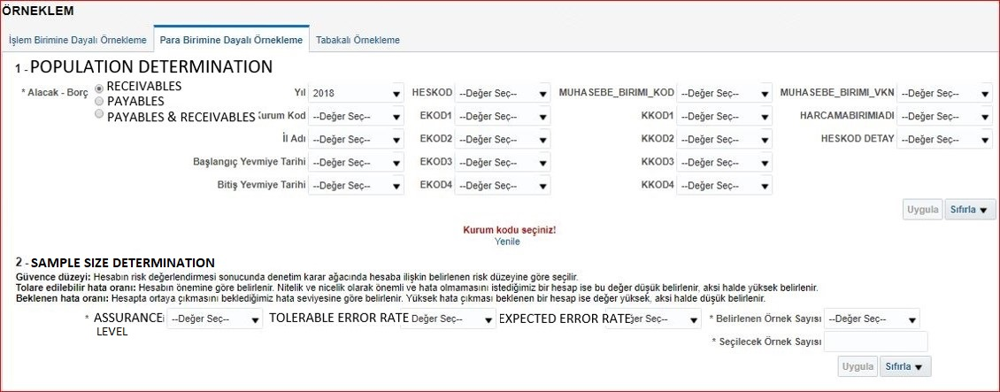 ÖRNEKLEM
İşlem Birimine Dayalı Örnekleme Para Birimine Dayalı Örnekleme Tabakalı Örnekleme
1 - POPULATION DETERMINATION
* Alacak - Borç RECEIVABLES Yıl 2018 HESKOD --Değer Seç-- MUHASEBE_BIRIMI_KOD --Değer Seç-- MUHASEBE_BIRIMI_VKN --Değer Seç--
PAYABLES
PAYABLES & RECEIVABLES Kurum Kod --Değer Seç-- EKOD1 --Değer Seç-- KKOD1 --Değer Seç-- HARCAMABIRIMIADI --Değer Seç--
İl Adı --Değer Seç-- EKOD2 --Değer Seç-- KKOD2 --Değer Seç-- HESKOD DETAY --Değer Seç--
Başlangıç Yevmiye Tarihi --Değer Seç-- EKOD3 --Değer Seç-- KKOD3 --Değer Seç--
Bitiş Yevmiye Tarihi --Değer Seç-- EKOD4 --Değer Seç-- KKOD4 --Değer Seç--
Uygula Sıfırla
Kurum kodu seçiniz!
Yenile
2 - SAMPLE SIZE DETERMINATION
Güvence düzeyi: Hesabın risk değerlendirmesi sonucunda denetim karar ağacında hesaba ilişkin belirlenen risk düzeyine göre seçilir.
Tolare edilebilir hata oranı: Hesabın önemine göre belirlenir. Nitelik ve nicelik olarak önemli ve hata olmamasını istediğimiz bir hesap ise bu değer düşük belirlenir, aksi halde yüksek belirlenir.
Beklenen hata oranı: Hesapta ortaya çıkmasını beklediğimiz hata seviyesine göre belirlenir. Yüksek hata çıkması beklenen bir hesap ise değer yüksek, aksi halde düşük belirlenir.
* ASSURANCE --Değer Seç-- TOLERABLE ERROR RATE Değer Seç-- EXPECTED ERROR RATE Seç-- * Belirlenen Örnek Sayısı --Değer Seç--
LEVEL
* Seçilecek Örnek Sayısı
Uygula Sıfırla